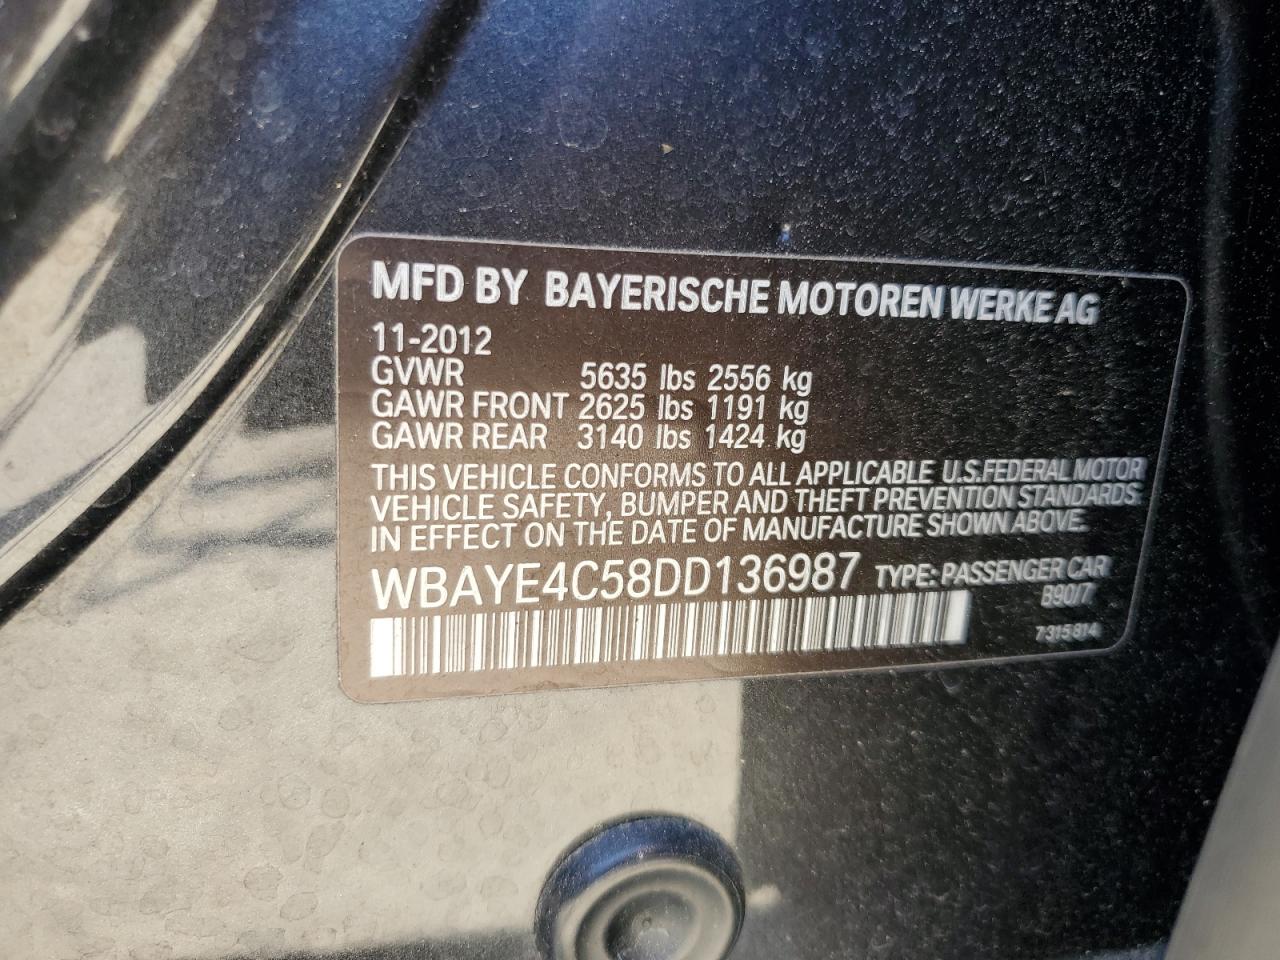 MFD BY BAYERISCHE MOTOREN WERKE AG
11-2012
GVWR 5635 lbs 2556 kg
GAWR FRONT 2625 lbs 1191 kg
GAWR REAR 3140 lbs 1424 kg
THIS VEHICLE CONFORMS TO ALL APPLICABLE U.S.FEDERAL MOTOR
VEHICLE SAFETY, BUMPER AND THEFT PREVENTION STANDARDS
IN EFFECT ON THE DATE OF MANUFACTURE SHOWN ABOVE.
WBAYE4C58DD136987 TYPE: PASSENGER CAR
B90/7
7315814